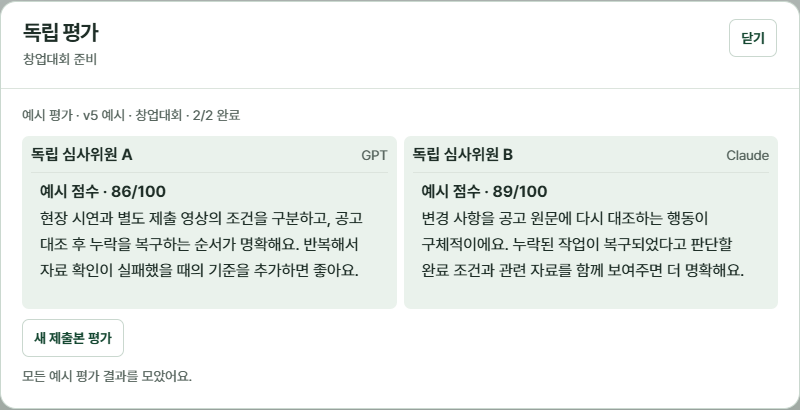 독립 평가
창업대회 준비
닫기
예시 평가 · v5 예시 · 창업대회 · 2/2 완료
독립 심사위원 A
GPT
예시 점수 · 86/100
현장 시연과 별도 제출 영상의 조건을 구분하고, 공고
대조 후 누락을 복구하는 순서가 명확해요. 반복해서
자료 확인이 실패했을 때의 기준을 추가하면 좋아요.
독립 심사위원 B
Claude
예시 점수 · 89/100
변경 사항을 공고 원문에 다시 대조하는 행동이
구체적이에요. 누락된 작업이 복구되었다고 판단할
완료 조건과 관련 자료를 함께 보여주면 더 명확해요.
새 제출본 평가
모든 예시 평가 결과를 모았어요.